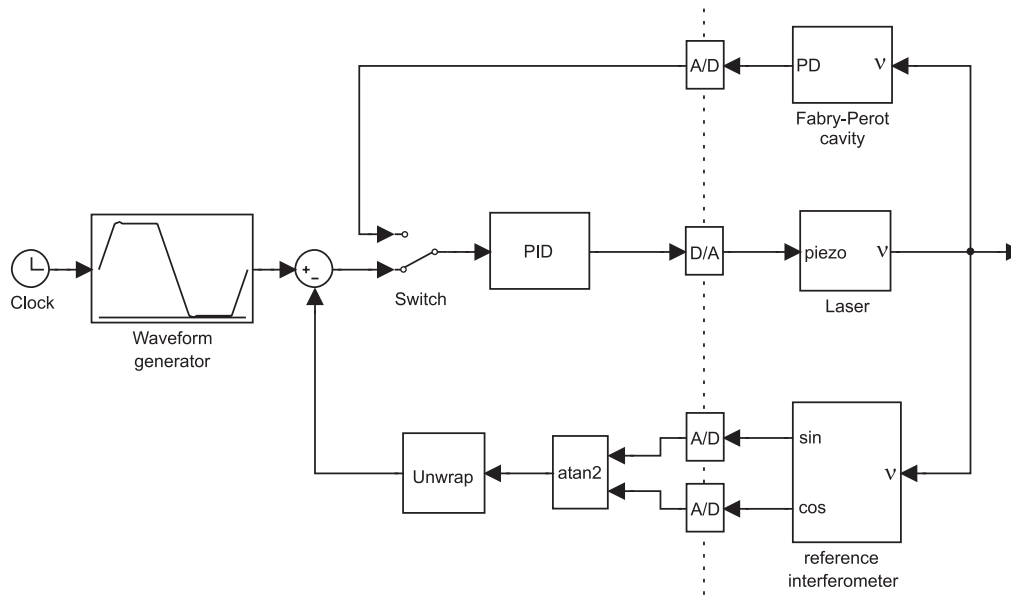 A/D
PD
ν
Fabry-Perot
cavity
Clock
Waveform
generator
+
−
Switch
PID
D/A
piezo
ν
Laser
Unwrap
atan2
A/D
A/D
sin
cos
ν
reference
interferometer